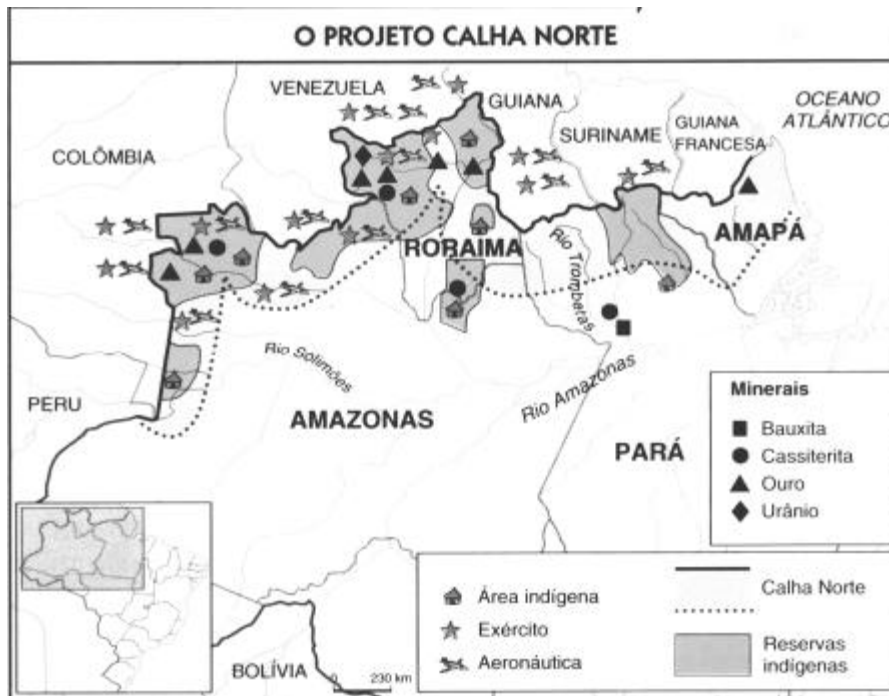 O PROJETO CALHA NORTE
VENEZUELA
GUIANA
OCEANO
ATLÂNTICO
SURINAME
GUIANA
FRANCESA
COLÔMBIA
RORAIMA
AMAPÁ
Rio Trombetas
Rio Solimões
Rio Amazonas
PERU
AMAZONAS
PARÁ
Minerais
Bauxita
Cassiterita
Ouro
Urânio
Área indígena
Exército
Aeronáutica
Calha Norte
Reservas
indígenas
BOLÍVIA
0 230 km